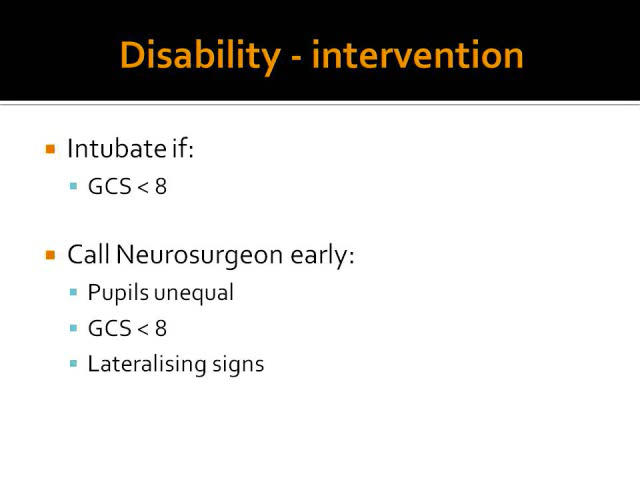 Disability - intervention
Intubate if:
GCS < 8
Call Neurosurgeon early:
Pupils unequal
GCS < 8
Lateralising signs